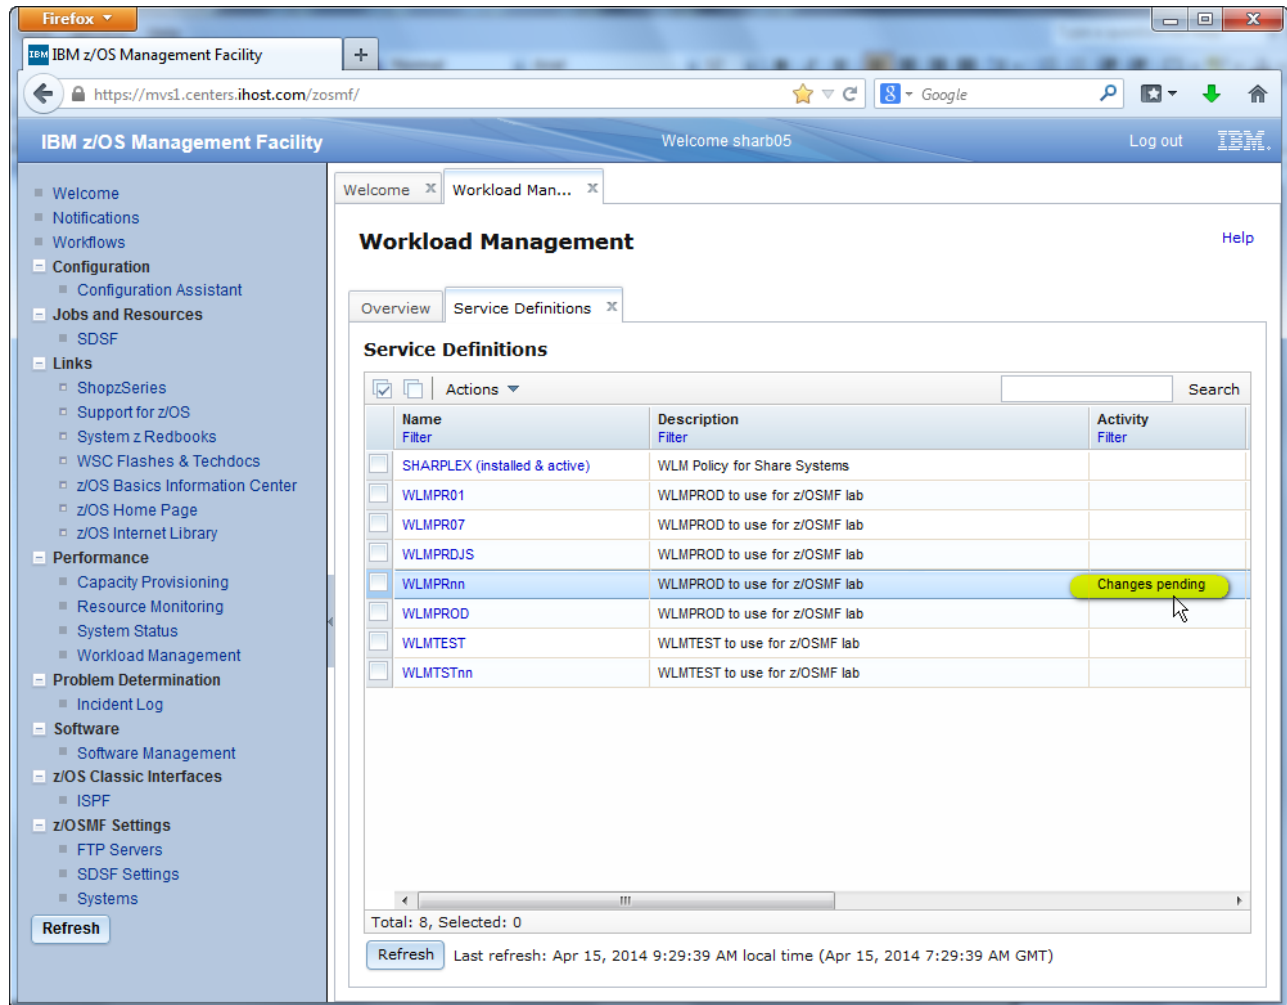 Firefox
IBM IBM z/OS Management Facility
https://mvs1.centers.ihost.com/zosmf/
8 Google
IBM z/OS Management Facility Welcome sharb05 Log out IBM.
Welcome
Notifications
Workflows
Configuration
Configuration Assistant
Jobs and Resources
SDSF
Links
ShopzSeries
Support for z/OS
System z Redbooks
WSC Flashes & Techdocs
z/OS Basics Information Center
z/OS Home Page
z/OS Internet Library
Performance
Capacity Provisioning
Resource Monitoring
System Status
Workload Management
Problem Determination
Incident Log
Software
Software Management
z/OS Classic Interfaces
ISPF
z/OSMF Settings
FTP Servers
SDSF Settings
Systems
Refresh
Welcome x Workload Man... x
Workload Management Help
Overview Service Definitions x
Service Definitions
Actions Search
Name Description Activity
Filter Filter Filter
SHARPLEX (installed & active) WLM Policy for Share Systems
WLMPR01 WLMPROD to use for z/OSMF lab
WLMPR07 WLMPROD to use for z/OSMF lab
WLMPRDJS WLMPROD to use for z/OSMF lab
WLMPRnn WLMPROD to use for z/OSMF lab Changes pending
WLMPROD WLMPROD to use for z/OSMF lab
WLMTEST WLMTEST to use for z/OSMF lab
WLMTSTnn WLMTEST to use for z/OSMF lab
Total: 8, Selected: 0
Refresh Last refresh: Apr 15, 2014 9:29:39 AM local time (Apr 15, 2014 7:29:39 AM GMT)